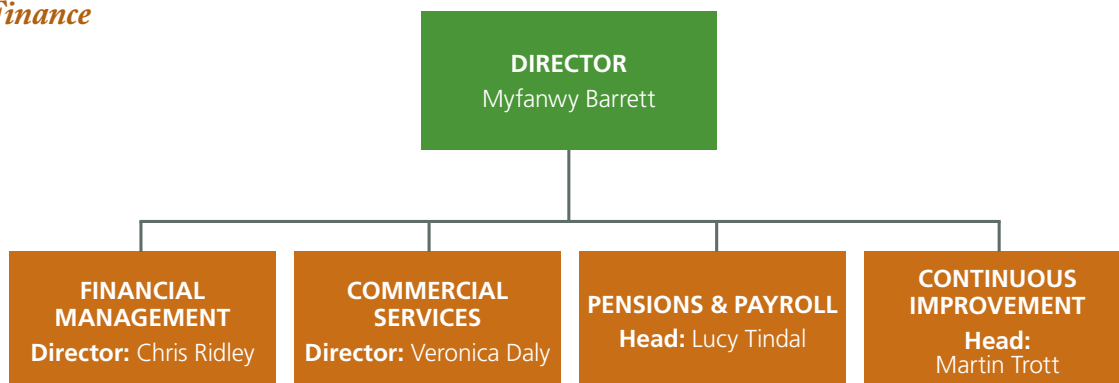 Finance
DIRECTOR
Myfanwy Barrett
FINANCIAL
MANAGEMENT
Director: Chris Ridley
COMMERCIAL
SERVICES
Director: Veronica Daly
PENSIONS & PAYROLL
Head: Lucy Tindal
CONTINUOUS
IMPROVEMENT
Head:
Martin Trott